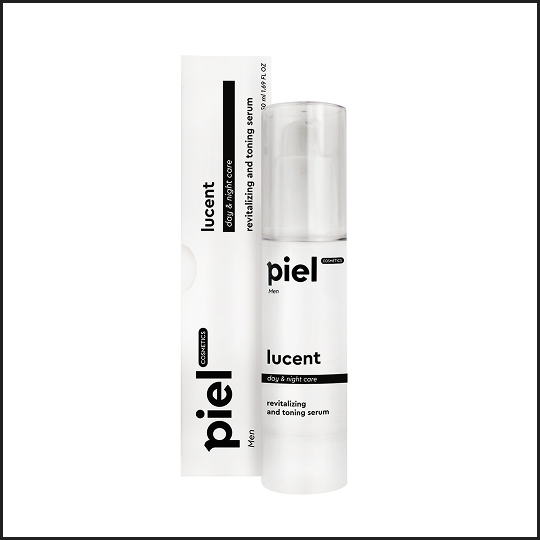 piel
COSMETICS
Men
lucent
day & night care
revitalizing and toning serum
50 ml 1.69 FL OZ
piel
COSMETICS
Men
lucent
day & night care
revitalizing
and toning serum